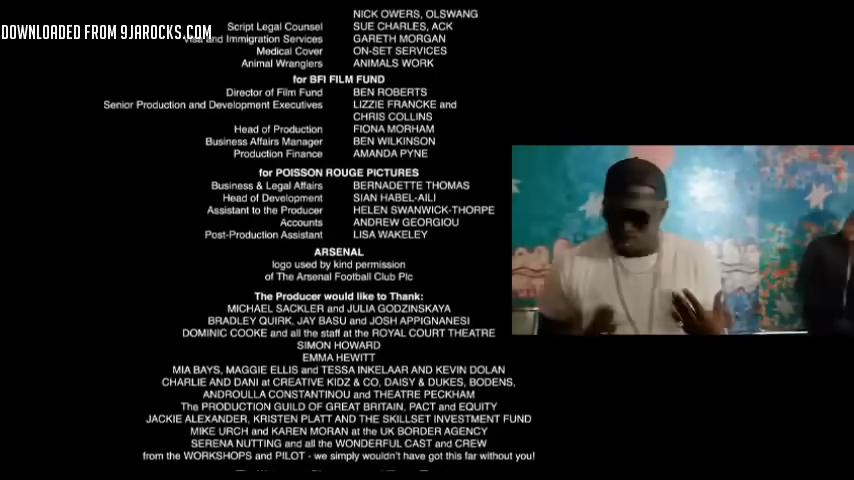 NICK OWERS, OLSWANG
Script Legal Counsel SUE CHARLES, ACK
DOWNLOADED FROM 9JAROCKS.COM
Visa and Immigration Services GARETH MORGAN
Medical Cover ON-SET SERVICES
Animal Wranglers ANIMALS WORK
for BFI FILM FUND
Director of Film Fund BEN ROBERTS
Senior Production and Development Executives LIZZIE FRANCKE and
CHRIS COLLINS
Head of Production FIONA MORHAM
Business Affairs Manager BEN WILKINSON
Production Finance AMANDA PYNE
for POISSON ROUGE PICTURES
Business & Legal Affairs BERNADETTE THOMAS
Head of Development SIAN HABEL-AILI
Assistant to the Producer HELEN SWANWICK-THORPE
Accounts ANDREW GEORGIOU
Post-Production Assistant LISA WAKELEY
ARSENAL
logo used by kind permission
of The Arsenal Football Club Plc
The Producer would like to Thank:
MICHAEL SACKLER and JULIA GODZINSKAYA
BRADLEY QUIRK, JAY BASU and JOSH APPIGNANESI
DOMINIC COOKE and all the staff at the ROYAL COURT THEATRE
SIMON HOWARD
EMMA HEWITT
MIA BAYS, MAGGIE ELLIS and TESSA INKELAAR AND KEVIN DOLAN
CHARLIE AND DANI at CREATIVE KIDZ & CO, DAISY & DUKES, BODENS,
ANDROULLA CONSTANTINOU and THEATRE PECKHAM
The PRODUCTION GUILD OF GREAT BRITAIN, PACT and EQUITY
JACKIE ALEXANDER, KRISTEN PLATT AND THE SKILLSET INVESTMENT FUND
MIKE URCH and KAREN MORAN at the UK BORDER AGENCY
SERENA NUTTING and all the WONDERFUL CAST and CREW
from the WORKSHOPS and PILOT - we simply wouldn't have got this far without you!